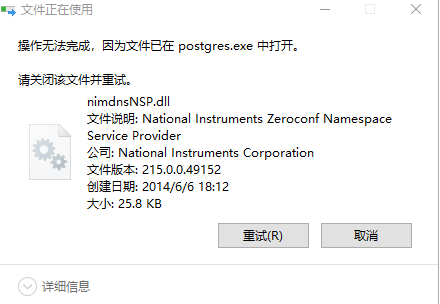 文件正在使用
操作无法完成，因为文件已在 postgres.exe 中打开。
请关闭该文件并重试。
nimdnsNSP.dll
文件说明: National Instruments Zeroconf Namespace
Service Provider
公司: National Instruments Corporation
文件版本: 215.0.0.49152
创建日期: 2014/6/6 18:12
大小: 25.8 KB
重试(R)
取消
详细信息